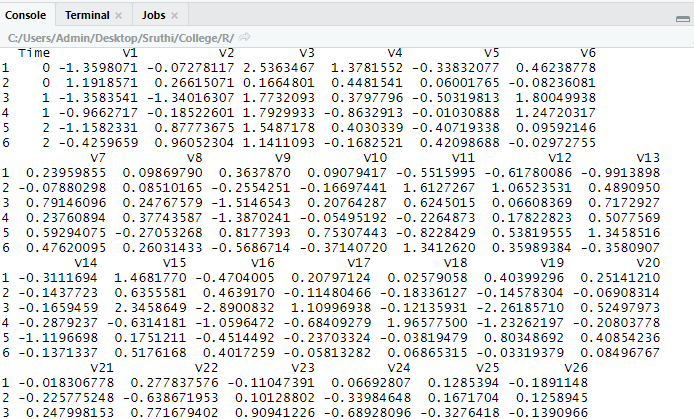 Console Terminal × Jobs ×
C:/Users/Admin/Desktop/Sruthi/College/R/
Time V1 V2 V3 V4 V5 V6
1 0 -1.3598071 -0.07278117 2.5363467 1.3781552 -0.33832077 0.46238778
2 0 1.1918571 0.26615071 0.1664801 0.4481541 0.06001765 -0.08236081
3 1 -1.3583541 -1.34016307 1.7732093 0.3797796 -0.50319813 1.80049938
4 1 -0.9662717 -0.18522601 1.7929933 -0.8632913 -0.01030888 1.24720317
5 2 -1.1582331 0.87773675 1.5487178 0.4030339 -0.40719338 0.09592146
6 2 -0.4259659 0.96052304 1.1411093 -0.1682521 0.42098688 -0.02972755
V7 V8 V9 V10 V11 V12 V13
1 0.23959855 0.09869790 0.3637870 0.09079417 -0.5515995 -0.61780086 -0.9913898
2 -0.07880298 0.08510165 -0.2554251 -0.16697441 1.6127267 1.06523531 0.4890950
3 0.79146096 0.24767579 -1.5146543 0.20764287 0.6245015 0.06608369 0.7172927
4 0.23760894 0.37743587 -1.3870241 -0.05495192 -0.2264873 0.17822823 0.5077569
5 0.59294075 -0.27053268 0.8177393 0.75307443 -0.8228429 0.53819555 1.3458516
6 0.47620095 0.26031433 -0.5686714 -0.37140720 1.3412620 0.35989384 -0.3580907
V14 V15 V16 V17 V18 V19 V20
1 -0.3111694 1.4681770 -0.4704005 0.20797124 0.02579058 0.40399296 0.25141210
2 -0.1437723 0.6355581 0.4639170 -0.11480466 -0.18336127 -0.14578304 -0.06908314
3 -0.1659459 2.3458649 -2.8900832 1.10996938 -0.12135931 -2.26185710 0.52497973
4 -0.2879237 -0.6314181 -1.0596472 -0.68409279 1.96577500 -1.23262197 -0.20803778
5 -1.1196698 0.1751211 -0.4514492 -0.23703324 -0.03819479 0.80348692 0.40854236
6 -0.1371337 0.5176168 0.4017259 -0.05813282 0.06865315 -0.03319379 0.08496767
V21 V22 V23 V24 V25 V26
1 -0.018306778 0.277837576 -0.11047391 0.06692807 0.1285394 -0.1891148
2 -0.225775248 -0.638671953 0.10128802 -0.33984648 0.1671704 0.1258945
3 0.247998153 0.771679402 0.90941226 -0.68928096 -0.3276418 -0.1390966